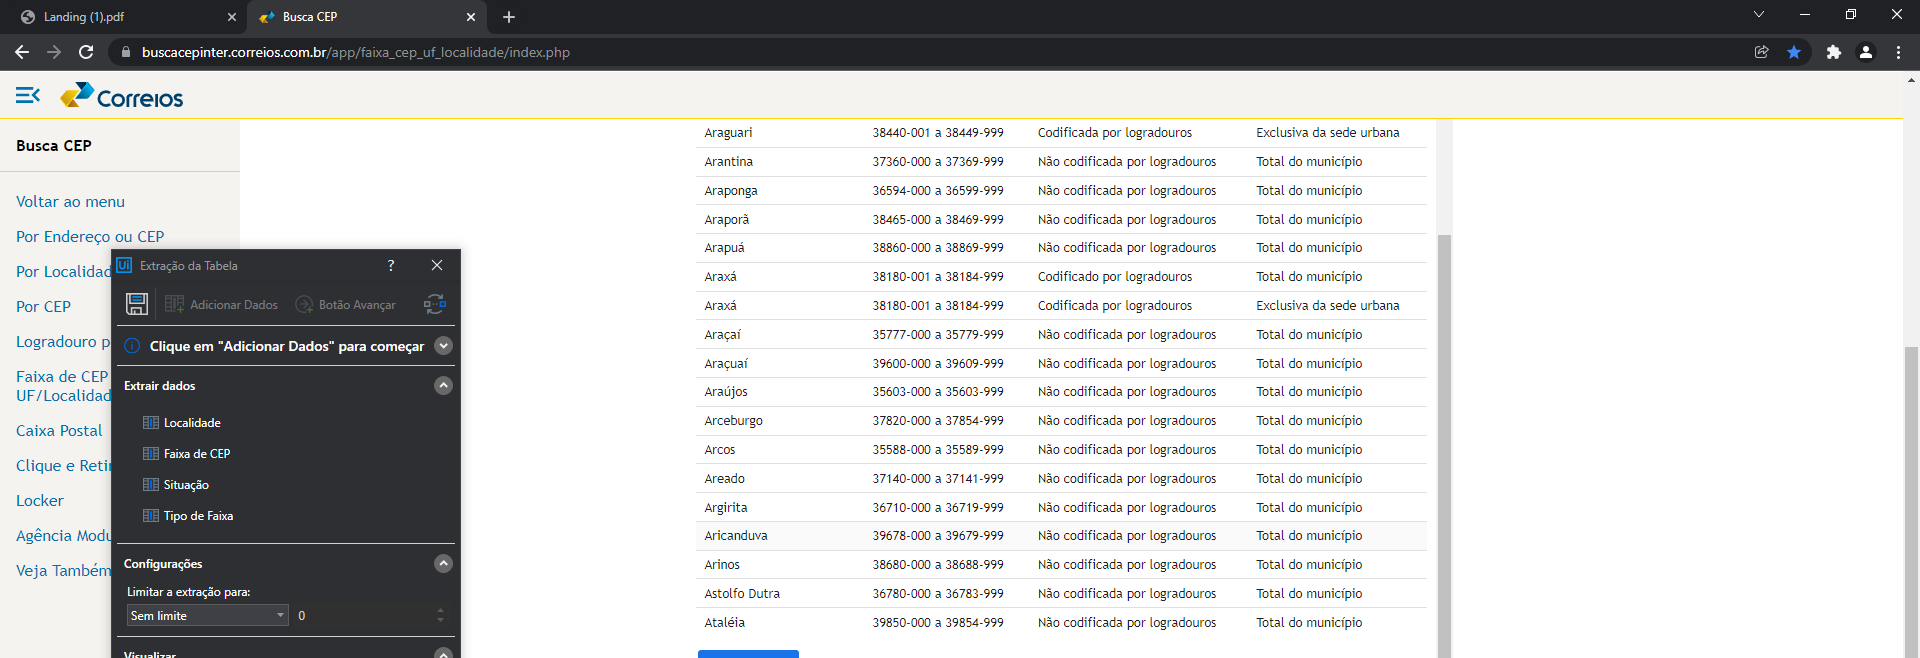 Landing (1).pdf
Busca CEP
buscacepinter.correios.com.br/app/faixa_cep_uf_localidade/index.php
Correios
Busca CEP
Voltar ao menu
Por Endereço ou CEP
Por Localidad
Por CEP
Logradouro p
Faixa de CEP
UF/Localidad
Caixa Postal
Clique e Retir
Locker
Agência Modu
Veja Também
Ui Extração da Tabela ?
Adicionar Dados Botão Avançar
Clique em "Adicionar Dados" para começar
Extrair dados
Localidade
Faixa de CEP
Situação
Tipo de Faixa
Configurações
Limitar a extração para:
Sem limite 0
Visualizar
Araguari 38440-001 a 38449-999 Codificada por logradouros Exclusiva da sede urbana
Arantina 37360-000 a 37369-999 Não codificada por logradouros Total do município
Araponga 36594-000 a 36599-999 Não codificada por logradouros Total do município
Araporã 38465-000 a 38469-999 Não codificada por logradouros Total do município
Arapuá 38860-000 a 38869-999 Não codificada por logradouros Total do município
Araxá 38180-001 a 38184-999 Codificado por logradouros Total do município
Araxá 38180-001 a 38184-999 Codificada por logradouros Exclusiva da sede urbana
Araçaí 35777-000 a 35779-999 Não codificada por logradouros Total do município
Araçuaí 39600-000 a 39609-999 Não codificada por logradouros Total do município
Araújos 35603-000 a 35603-999 Não codificada por logradouros Total do município
Arceburgo 37820-000 a 37854-999 Não codificada por logradouros Total do município
Arcos 35588-000 a 35589-999 Não codificada por logradouros Total do município
Areado 37140-000 a 37141-999 Não codificada por logradouros Total do município
Argirita 36710-000 a 36719-999 Não codificada por logradouros Total do município
Aricanduva 39678-000 a 39679-999 Não codificada por logradouros Total do município
Arinos 38680-000 a 38688-999 Não codificada por logradouros Total do município
Astolfo Dutra 36780-000 a 36783-999 Não codificada por logradouros Total do município
Ataléia 39850-000 a 39854-999 Não codificada por logradouros Total do município